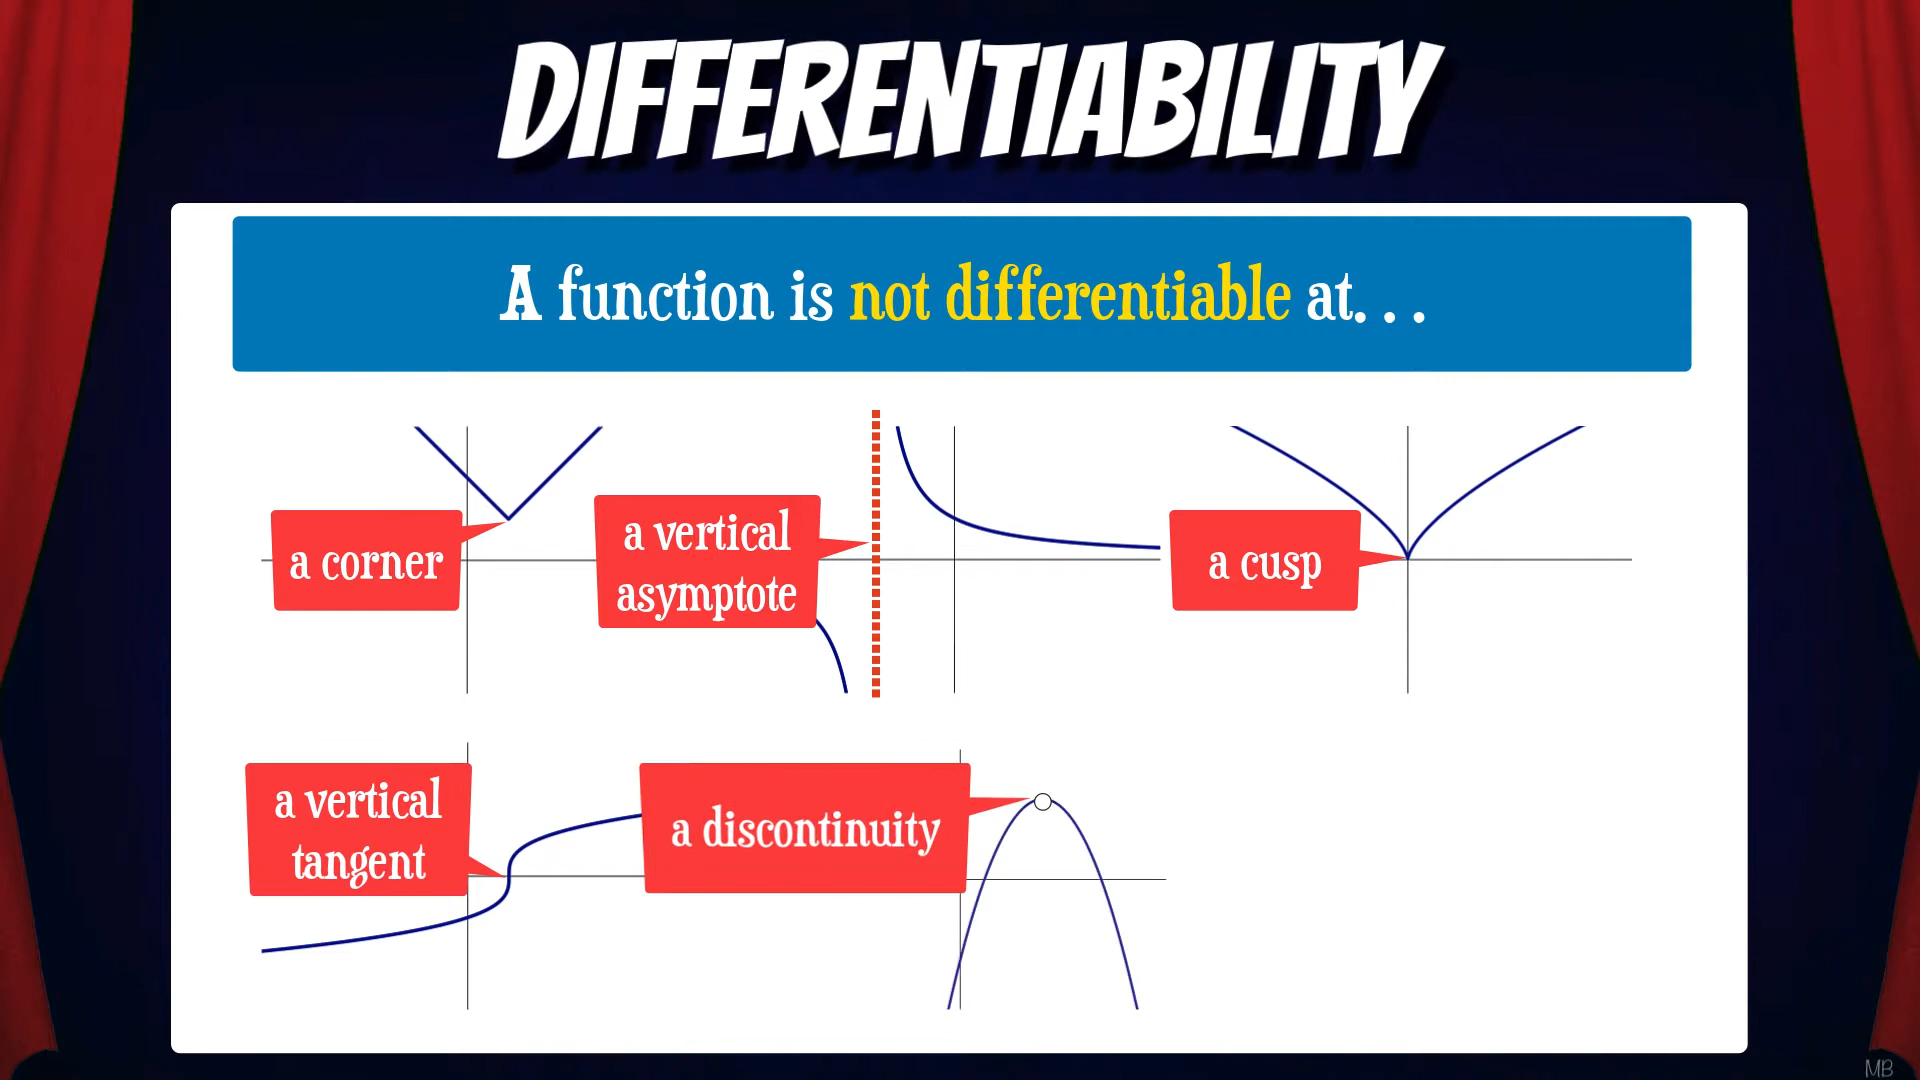 DIFFERENTIABILITY
A function is not differentiable at. . .
a corner
a vertical
asymptote
a cusp
a vertical
tangent
a discontinuity
MB